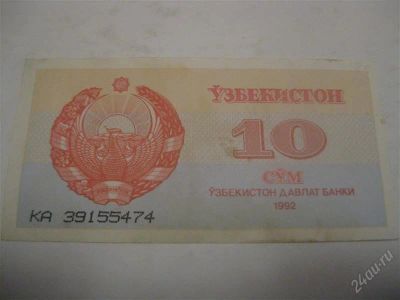 ЎЗБЕКИСТОН
10
СЎМ
ЎЗБЕКИСТОН ДАВЛАТ БАНКИ
1992
КА 39155474
24au.ru